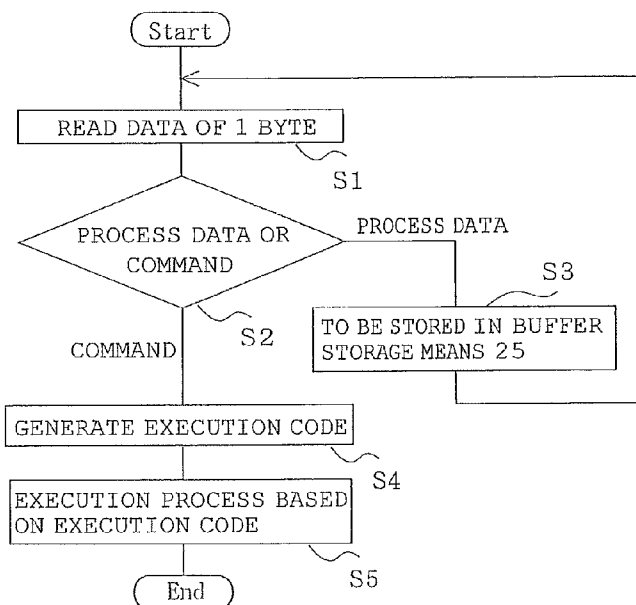 Start
READ DATA OF 1 BYTE
S1
PROCESS DATA OR
COMMAND
S2
PROCESS DATA
S3
TO BE STORED IN BUFFER
STORAGE MEANS 25
COMMAND
GENERATE EXECUTION CODE
S4
EXECUTION PROCESS BASED
ON EXECUTION CODE
S5
End